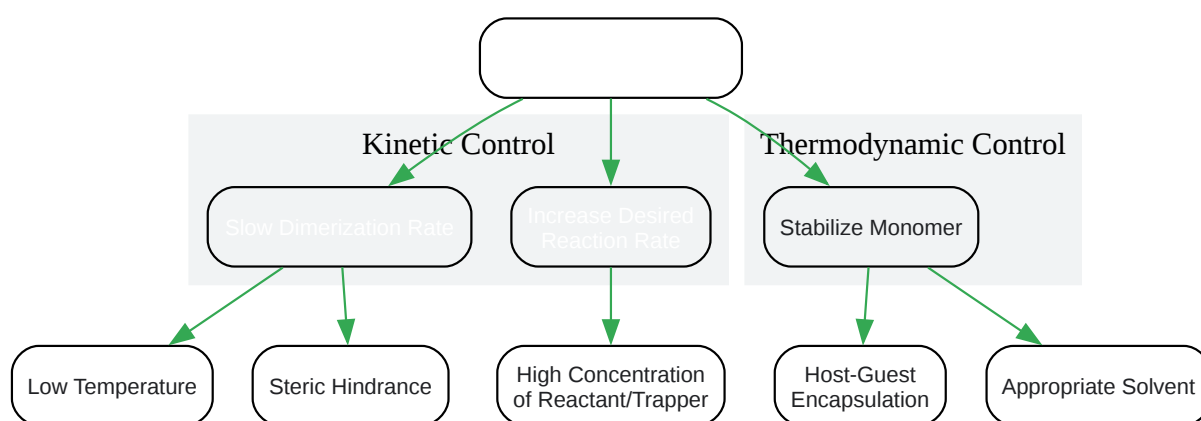 Kinetic Control
Thermodynamic Control
Slow Dimerization Rate
Increase Desired
Reaction Rate
Stabilize Monomer
Low Temperature
Steric Hindrance
High Concentration
of Reactant/Trapper
Host-Guest
Encapsulation
Appropriate Solvent